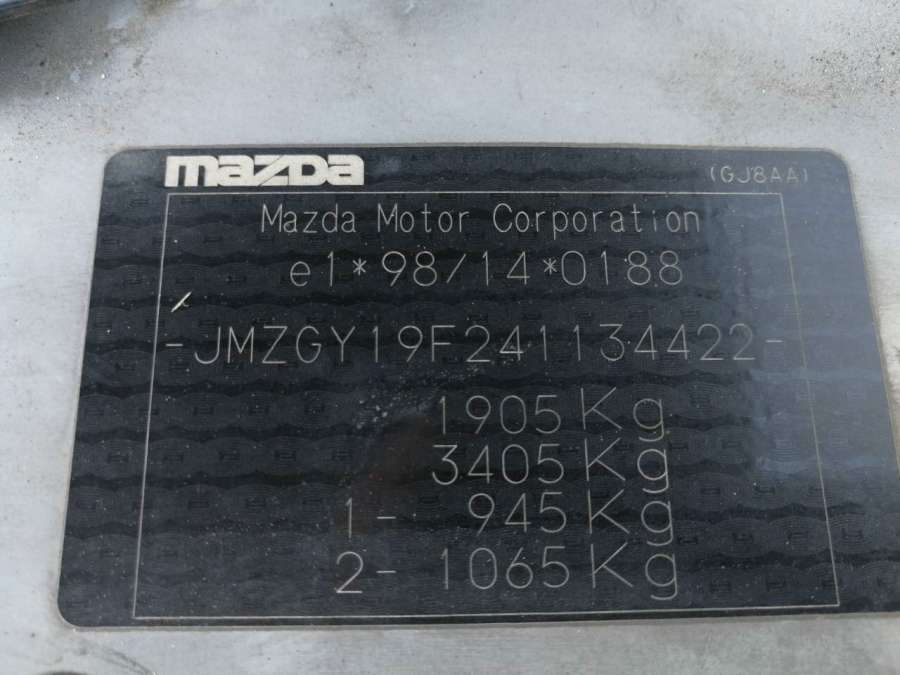 mazda (GJ8AA)
Mazda Motor Corporation
e1*98/14*0188
-JMZGY19F241134422-
1905 Kg
3405 Kg
1- 945 Kg
2- 1065 Kg